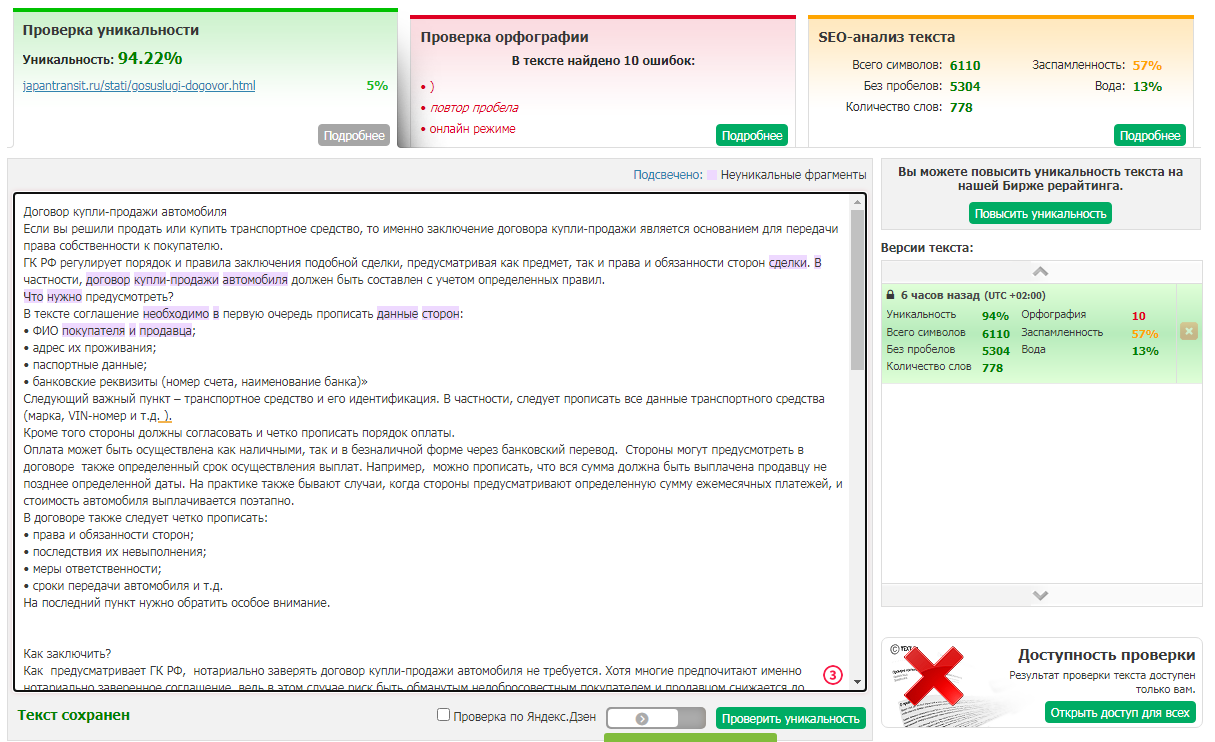 Проверка уникальности
Уникальность: 94.22%
japantransit.ru/stati/gosuslugi-dogovor.html 5%
Подробнее
Проверка орфографии
В тексте найдено 10 ошибок:
• )
• повтор пробела
• онлайн режиме
Подробнее
SEO-анализ текста
Всего символов: 6110 Заспамленность: 57%
Без пробелов: 5304 Вода: 13%
Количество слов: 778
Подробнее
Подсвечено: Неуникальные фрагменты
Договор купли-продажи автомобиля
Если вы решили продать или купить транспортное средство, то именно заключение договора купли-продажи является основанием для передачи
права собственности к покупателю.
ГК РФ регулирует порядок и правила заключения подобной сделки, предусматривая как предмет, так и права и обязанности сторон сделки. В
частности, договор купли-продажи автомобиля должен быть составлен с учетом определенных правил.
Что нужно предусмотреть?
В тексте соглашение необходимо в первую очередь прописать данные сторон:
• ФИО покупателя и продавца;
• адрес их проживания;
• паспортные данные;
• банковские реквизиты (номер счета, наименование банка)»
Следующий важный пункт – транспортное средство и его идентификация. В частности, следует прописать все данные транспортного средства
(марка, VIN-номер и т.д. ).
Кроме того стороны должны согласовать и четко прописать порядок оплаты.
Оплата может быть осуществлена как наличными, так и в безналичной форме через банковский перевод.  Стороны могут предусмотреть в
договоре  также определенный срок осуществления выплат. Например,  можно прописать, что вся сумма должна быть выплачена продавцу не
позднее определенной даты. На практике также бывают случаи, когда стороны предусматривают определенную сумму ежемесячных платежей, и
стоимость автомобиля выплачивается поэтапно.
В договоре также следует четко прописать:
• права и обязанности сторон;
• последствия их невыполнения;
• меры ответственности;
• сроки передачи автомобиля и т.д.
На последний пункт нужно обратить особое внимание.
Как заключить?
Как  предусматривает ГК РФ,  нотариально заверять договор купли-продажи автомобиля не требуется. Хотя многие предпочитают именно
нотариально заверенное соглашение, ведь в этом случае риск быть обманутым недобросовестным покупателем и продавцом снижается до
3
Текст сохранен
Проверка по Яндекс.Дзен
Проверить уникальность
Вы можете повысить уникальность текста на
нашей Бирже рерайтинга.
Повысить уникальность
Версии текста:
6 часов назад (UTC +02:00)
Уникальность 94% Орфография 10
Всего символов 6110 Заспамленность 57%
Без пробелов 5304 Вода 13%
Количество слов 778
Доступность проверки
Результат проверки текста доступен
только вам.
Открыть доступ для всех